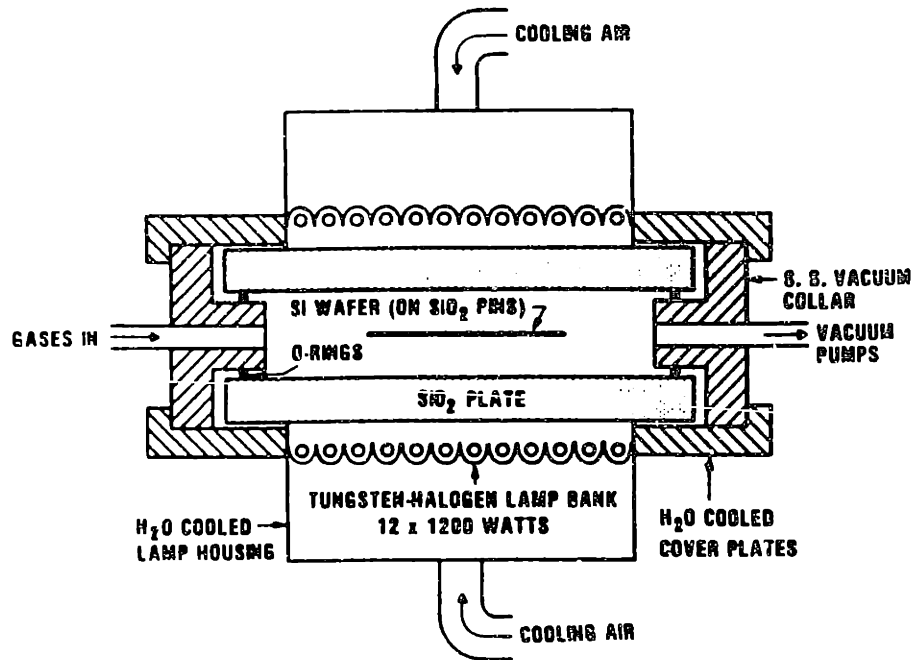 COOLING AIR
S. S. VACUUM
COLLAR
SI WAFER (ON SIO₂ PINS)
GASES IN
VACUUM
PUMPS
O-RINGS
SIO₂ PLATE
TUNGSTEN-HALOGEN LAMP BANK
12 x 1200 WATTS
H₂O COOLED
LAMP HOUSING
H₂O COOLED
COVER PLATES
COOLING AIR